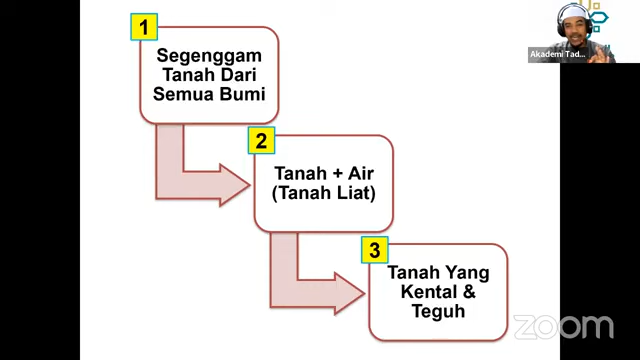 1
Segenggam
Tanah Dari
Semua Bumi
2
Tanah + Air
(Tanah Liat)
3
Tanah Yang
Kental &
Teguh
Akademi Tad...
zoom